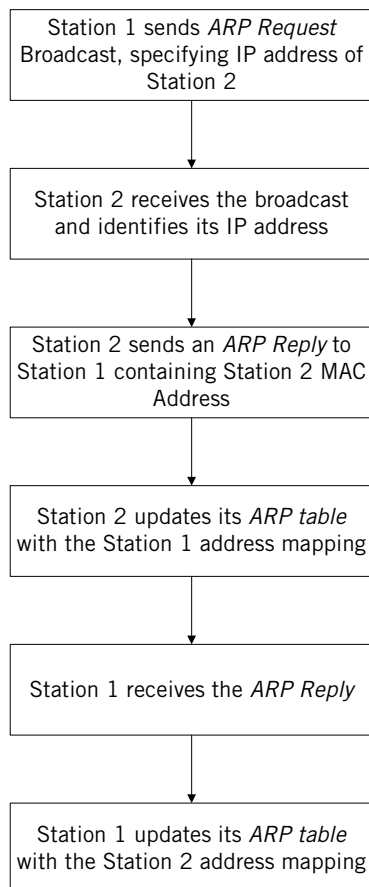 Station 1 sends ARP Request
Broadcast, specifying IP address of
Station 2
Station 2 receives the broadcast
and identifies its IP address
Station 2 sends an ARP Reply to
Station 1 containing Station 2 MAC
Address
Station 2 updates its ARP table
with the Station 1 address mapping
Station 1 receives the ARP Reply
Station 1 updates its ARP table
with the Station 2 address mapping